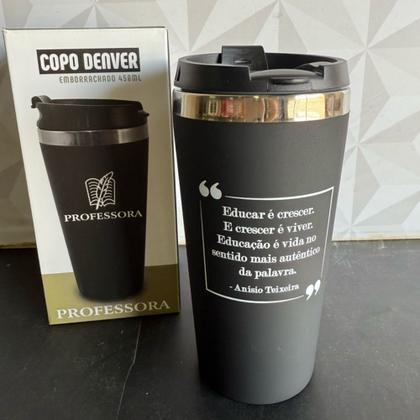 COPO DENVER
EMBORRACHADO 450ML
PROFESSORA
PROFESSORA
“
Educar é crescer.
E crescer é viver.
Educação é vida no
sentido mais autêntico
da palavra.
- Anísio Teixeira
”